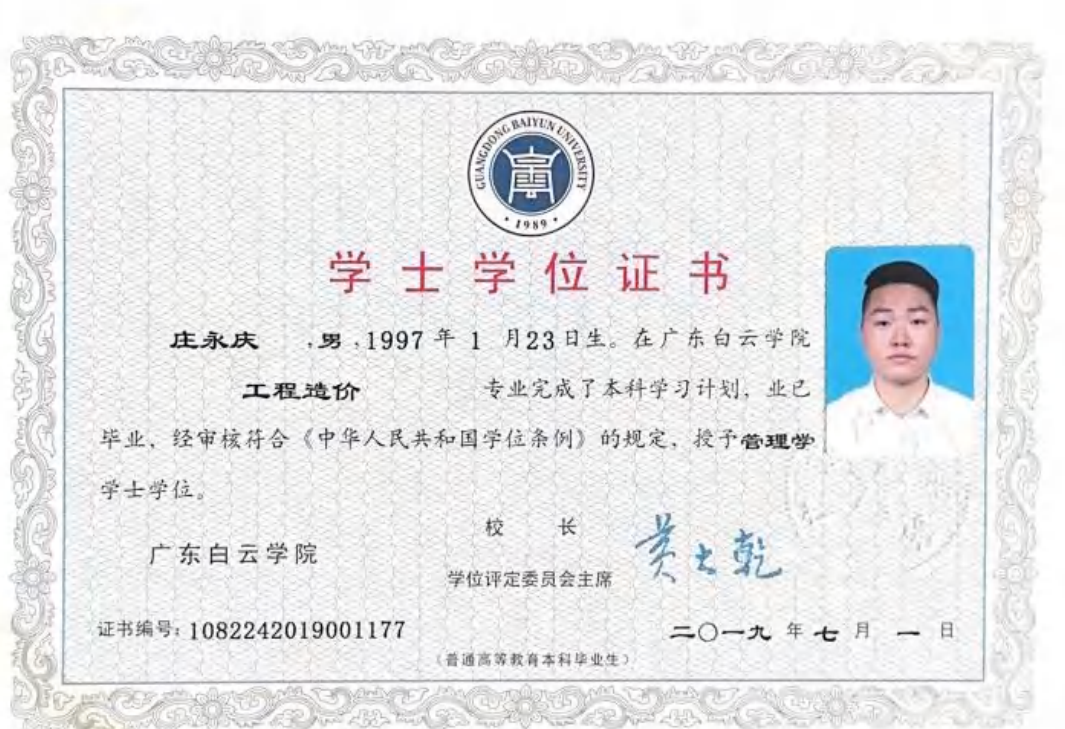 GUANGDONG BAIYUN UNIVERSITY
· 1989 ·
学士学位证书
庄永庆 ,男 ,1997 年 1 月23日生。在广东白云学院
工程造价 专业完成了本科学习计划，业已
毕业，经审核符合《中华人民共和国学位条例》的规定，授予管理学
学士学位。
校 长
广东白云学院
学位评定委员会主席
证书编号：1082242019001177
二〇一九 年 七 月 一 日
（普通高等教育本科毕业生）